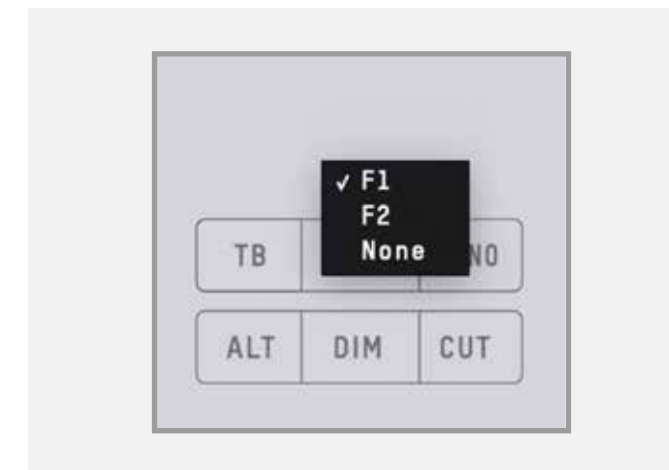 ✓ F1
F2
None
TB NO
ALT DIM CUT